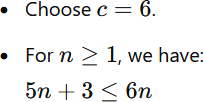 • Choose c = 6.
• For n ≥ 1, we have:
5n + 3 ≤ 6n